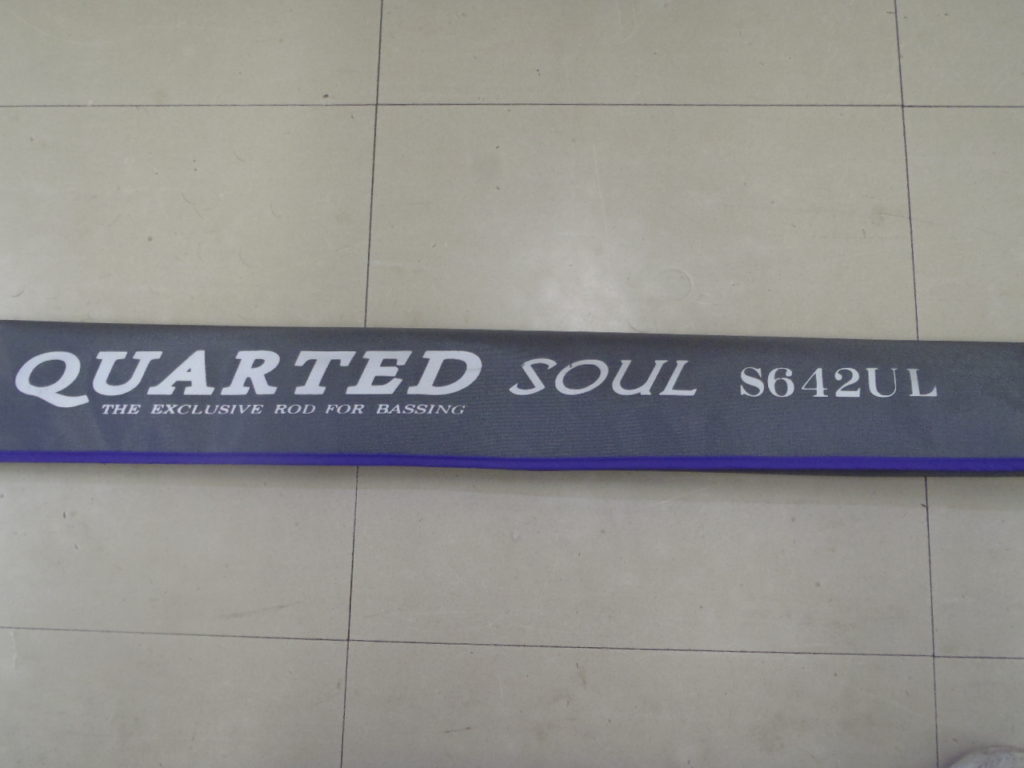 QUARTED SOUL S642UL
THE EXCLUSIVE ROD FOR BASSING